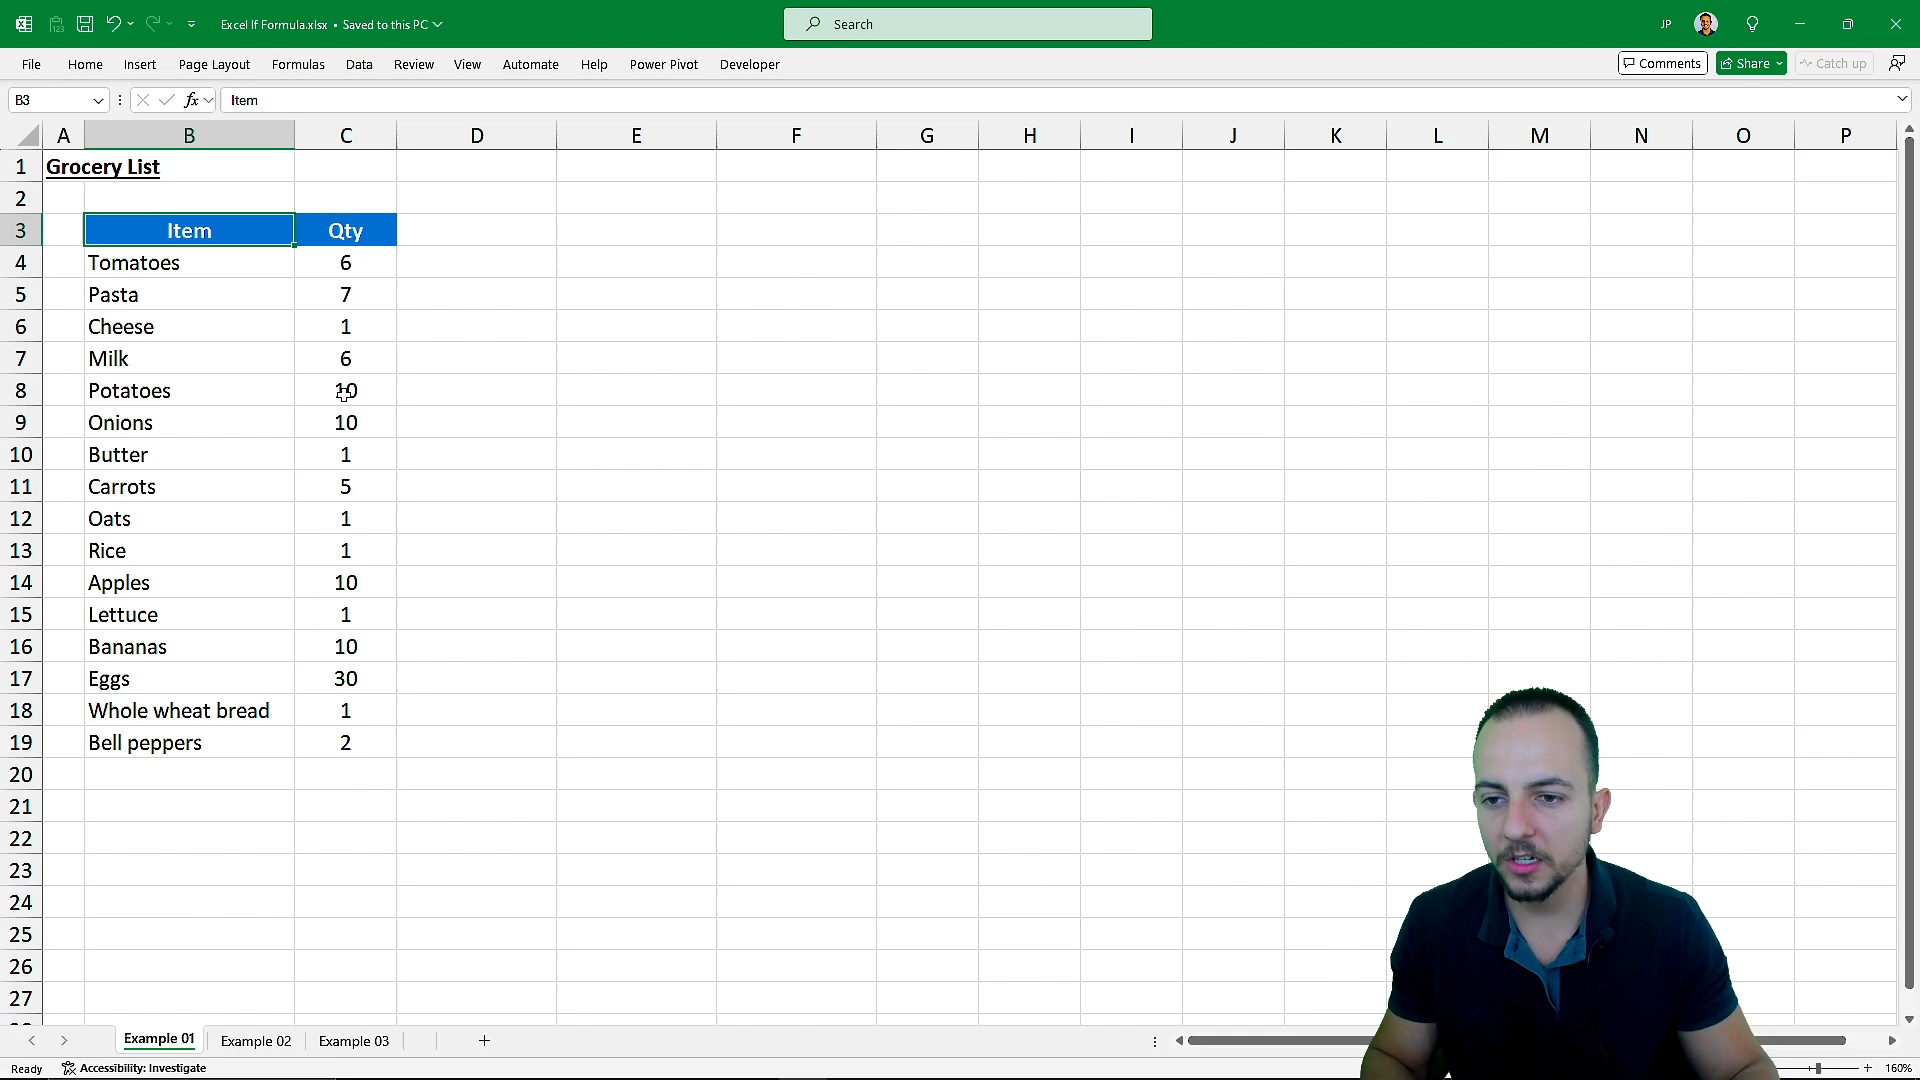 Excel If Formula.xlsx • Saved to this PC
Search
JP
File Home Insert Page Layout Formulas Data Review View Automate Help Power Pivot Developer
Comments Share Catch up
B3 fx Item
A B C D E F G H I J K L M N O P
1 Grocery List
2
3 Item Qty
4 Tomatoes 6
5 Pasta 7
6 Cheese 1
7 Milk 6
8 Potatoes 10
9 Onions 10
10 Butter 1
11 Carrots 5
12 Oats 1
13 Rice 1
14 Apples 10
15 Lettuce 1
16 Bananas 10
17 Eggs 30
18 Whole wheat bread 1
19 Bell peppers 2
20
21
22
23
24
25
26
27
Example 01 Example 02 Example 03
Ready Accessibility: Investigate 160%